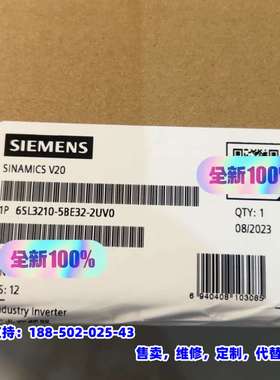 SIEMENS
SINAMICS V20
全新100%
1P 6SL3210-5BE32-2UV0
QTY: 1
08/2023
全新100%
S: 12
6 940408 103085
Industry Inverter
支持：188-502-025-43
售卖，维修，定制，代替